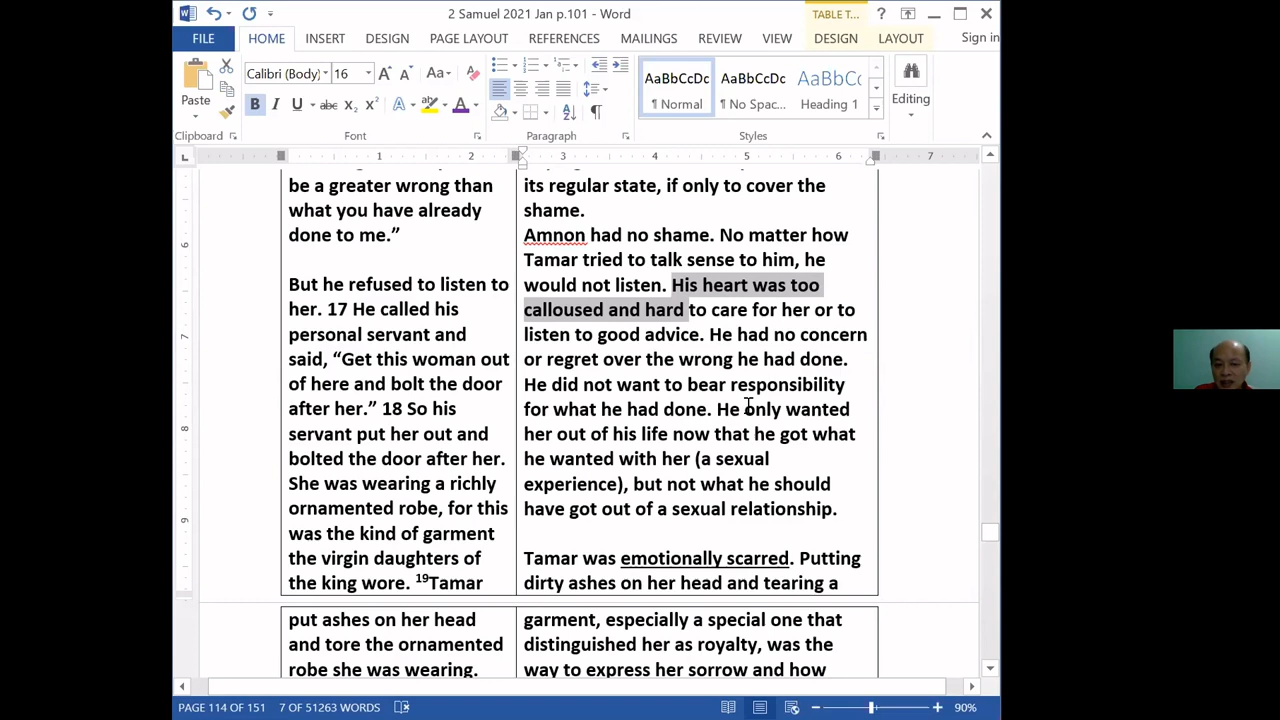 2 Samuel 2021 Jan p.101 - Word
TABLE T...
FILE HOME INSERT DESIGN PAGE LAYOUT REFERENCES MAILINGS REVIEW VIEW DESIGN LAYOUT Sign in
Calibri (Body) 16
Paste
AaBbCcDc AaBbCcDc AaBbCc
¶ Normal ¶ No Spac... Heading 1
Editing
Clipboard Font Paragraph Styles
1 2 3 4 5 6 7
be a greater wrong than
what you have already
done to me.”
But he refused to listen to
her. 17 He called his
personal servant and
said, “Get this woman out
of here and bolt the door
after her.” 18 So his
servant put her out and
bolted the door after her.
She was wearing a richly
ornamented robe, for this
was the kind of garment
the virgin daughters of
the king wore. 19Tamar
put ashes on her head
and tore the ornamented
robe she was wearing.
its regular state, if only to cover the
shame.
Amnon had no shame. No matter how
Tamar tried to talk sense to him, he
would not listen. His heart was too
calloused and hard to care for her or to
listen to good advice. He had no concern
or regret over the wrong he had done.
He did not want to bear responsibility
for what he had done. He only wanted
her out of his life now that he got what
he wanted with her (a sexual
experience), but not what he should
have got out of a sexual relationship.
Tamar was emotionally scarred. Putting
dirty ashes on her head and tearing a
garment, especially a special one that
distinguished her as royalty, was the
way to express her sorrow and how
6
7
8
9
PAGE 114 OF 151 7 OF 51263 WORDS 90%